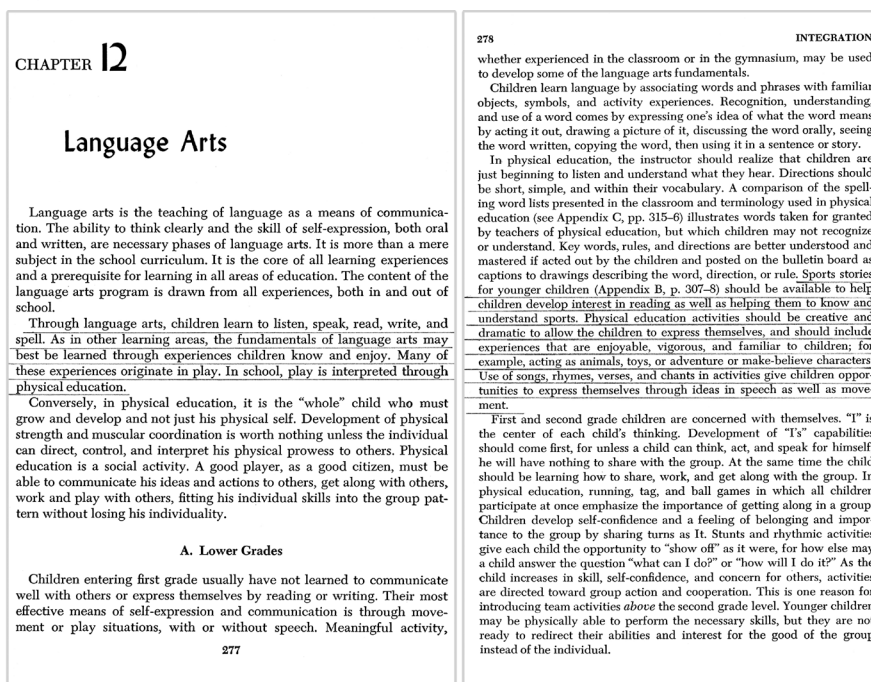 CHAPTER 12
Language Arts
Language arts is the teaching of language as a means of communica-
tion. The ability to think clearly and the skill of self-expression, both oral
and written, are necessary phases of language arts. It is more than a mere
subject in the school curriculum. It is the core of all learning experiences
and a prerequisite for learning in all areas of education. The content of the
language arts program is drawn from all experiences, both in and out of
school.
Through language arts, children learn to listen, speak, read, write, and
spell. As in other learning areas, the fundamentals of language arts may
best be learned through experiences children know and enjoy. Many of
these experiences originate in play. In school, play is interpreted through
physical education.
Conversely, in physical education, it is the "whole" child who must
grow and develop and not just his physical self. Development of physical
strength and muscular coordination is worth nothing unless the individual
can direct, control, and interpret his physical prowess to others. Physical
education is a social activity. A good player, as a good citizen, must be
able to communicate his ideas and actions to others, get along with others,
work and play with others, fitting his individual skills into the group pat-
tern without losing his individuality.
A. Lower Grades
Children entering first grade usually have not learned to communicate
well with others or express themselves by reading or writing. Their most
effective means of self-expression and communication is through move-
ment or play situations, with or without speech. Meaningful activity,
277
278 INTEGRATION
whether experienced in the classroom or in the gymnasium, may be used
to develop some of the language arts fundamentals.
Children learn language by associating words and phrases with familiar
objects, symbols, and activity experiences. Recognition, understanding,
and use of a word comes by expressing one's idea of what the word means
by acting it out, drawing a picture of it, discussing the word orally, seeing
the word written, copying the word, then using it in a sentence or story.
In physical education, the instructor should realize that children are
just beginning to listen and understand what they hear. Directions should
be short, simple, and within their vocabulary. A comparison of the spell-
ing word lists presented in the classroom and terminology used in physical
education (see Appendix C, pp. 315–6) illustrates words taken for granted
by teachers of physical education, but which children may not recognize
or understand. Key words, rules, and directions are better understood and
mastered if acted out by the children and posted on the bulletin board as
captions to drawings describing the word, direction, or rule. Sports stories
for younger children (Appendix B, p. 307–8) should be available to help
children develop interest in reading as well as helping them to know and
understand sports. Physical education activities should be creative and
dramatic to allow the children to express themselves, and should include
experiences that are enjoyable, vigorous, and familiar to children; for
example, acting as animals, toys, or adventure or make-believe characters.
Use of songs, rhymes, verses, and chants in activities give children oppor-
tunities to express themselves through ideas in speech as well as move-
ment.
First and second grade children are concerned with themselves. "I" is
the center of each child's thinking. Development of "I's" capabilities
should come first, for unless a child can think, act, and speak for himself,
he will have nothing to share with the group. At the same time the child
should be learning how to share, work, and get along with the group. In
physical education, running, tag, and ball games in which all children
participate at once emphasize the importance of getting along in a group.
Children develop self-confidence and a feeling of belonging and impor-
tance to the group by sharing turns as It. Stunts and rhythmic activities
give each child the opportunity to "show off" as it were, for how else may
a child answer the question "what can I do?" or "how will I do it?" As the
child increases in skill, self-confidence, and concern for others, activities
are directed toward group action and cooperation. This is one reason for
introducing team activities above the second grade level. Younger children
may be physically able to perform the necessary skills, but they are not
ready to redirect their abilities and interest for the good of the group
instead of the individual.